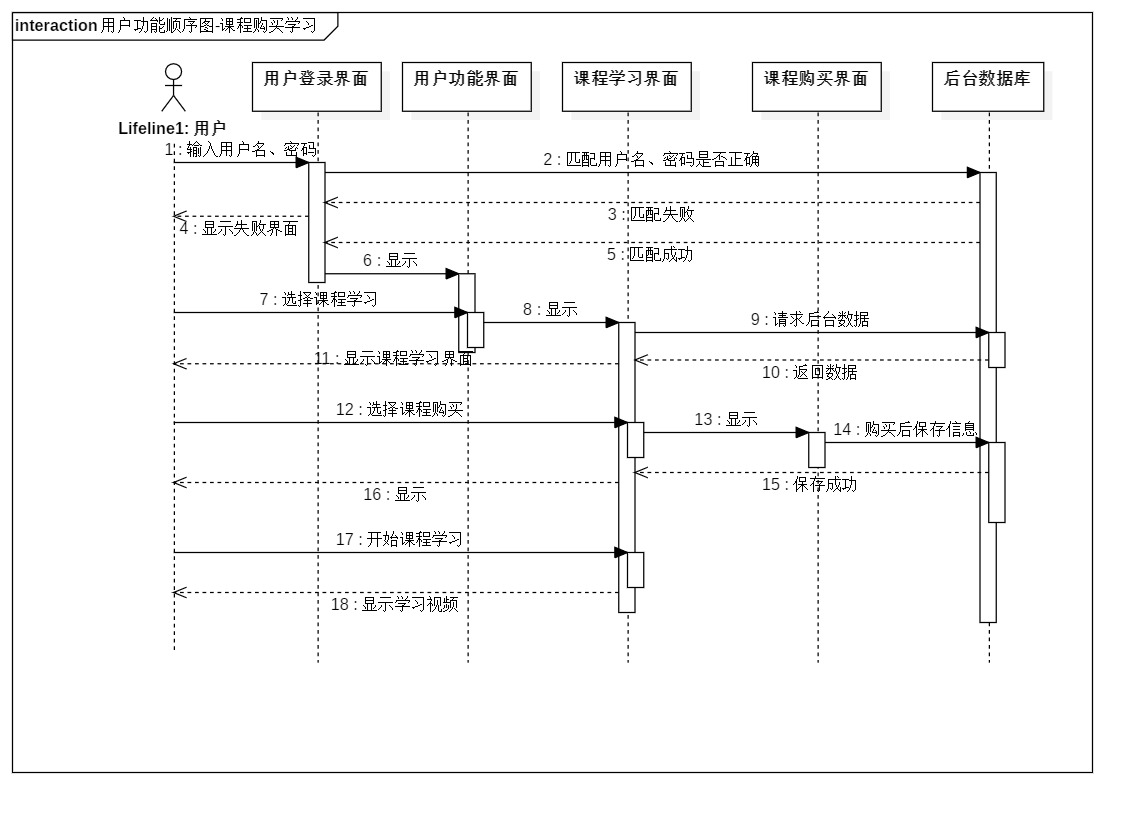 interaction 用户功能顺序图-课程购买学习
用户登录界面
用户功能界面
课程学习界面
课程购买界面
后台数据库
Lifeline1: 用户
1 : 输入用户名、密码
2 : 匹配用户名、密码是否正确
3 : 匹配失败
4 : 显示失败界面
5 : 匹配成功
6 : 显示
7 : 选择课程学习
8 : 显示
9 : 请求后台数据
10 : 返回数据
11 : 显示课程学习界面
12 : 选择课程购买
13 : 显示
14 : 购买后保存信息
15 : 保存成功
16 : 显示
17 : 开始课程学习
18 : 显示学习视频